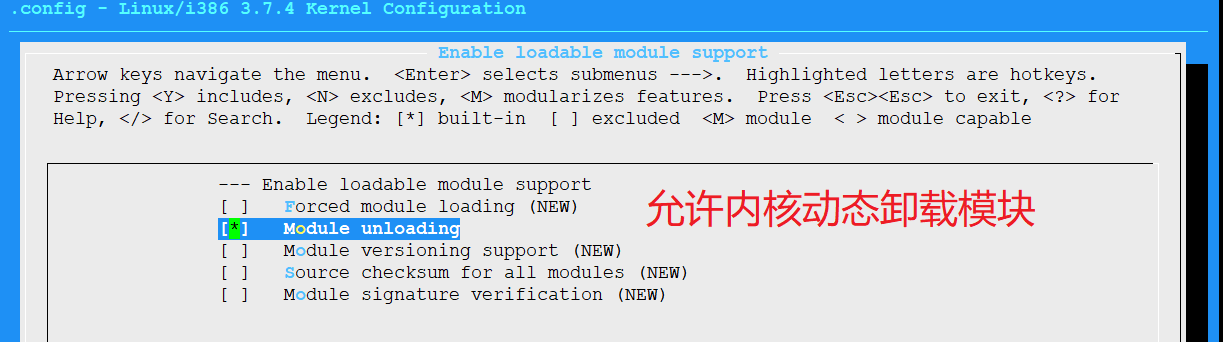 .config - Linux/i386 3.7.4 Kernel Configuration
Enable loadable module support
Arrow keys navigate the menu.  <Enter> selects submenus --->.  Highlighted letters are hotkeys.
Pressing <Y> includes, <N> excludes, <M> modularizes features.  Press <Esc><Esc> to exit, <?> for
Help, </> for Search.  Legend: [*] built-in  [ ] excluded  <M> module  < > module capable
--- Enable loadable module support
[ ]   Forced module loading (NEW)
[*]   Module unloading
[ ]   Module versioning support (NEW)
[ ]   Source checksum for all modules (NEW)
[ ]   Module signature verification (NEW)
允许内核动态卸载模块